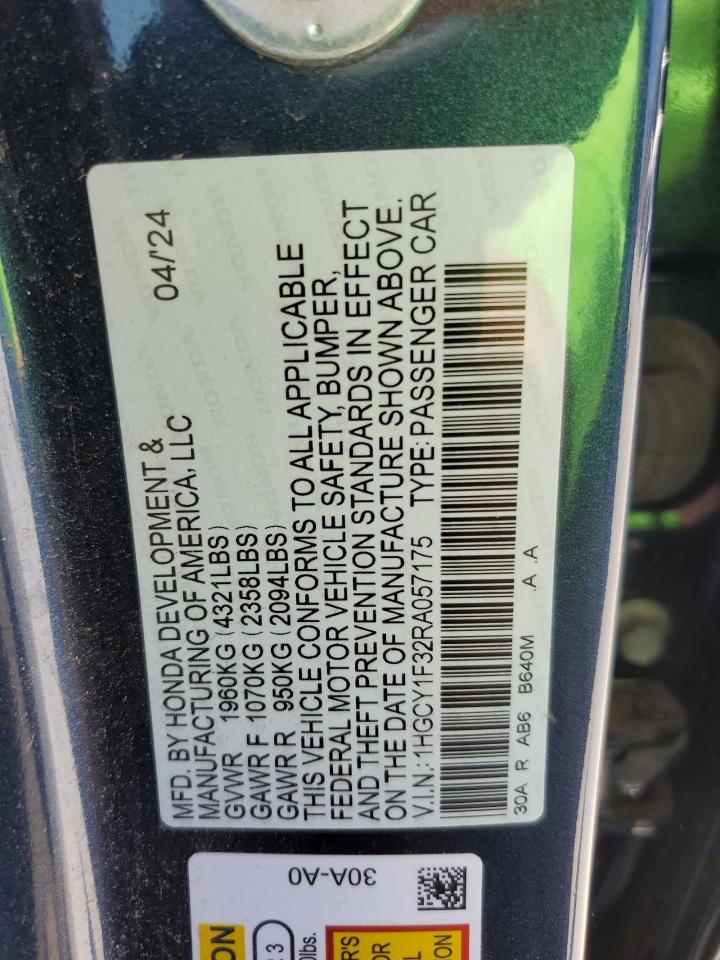 MFD. BY HONDA DEVELOPMENT & 04/'24
MANUFACTURING OF AMERICA, LLC
GVWR 1960KG (4321LBS)
GAWR F 1070KG (2358LBS)
GAWR R 950KG (2094LBS)
THIS VEHICLE CONFORMS TO ALL APPLICABLE
FEDERAL MOTOR VEHICLE SAFETY, BUMPER,
AND THEFT PREVENTION STANDARDS IN EFFECT
ON THE DATE OF MANUFACTURE SHOWN ABOVE.
V.I.N.: 1HGCY1F32RA057175 TYPE: PASSENGER CAR
30A R AB6 B640M .A .A
30A-A0